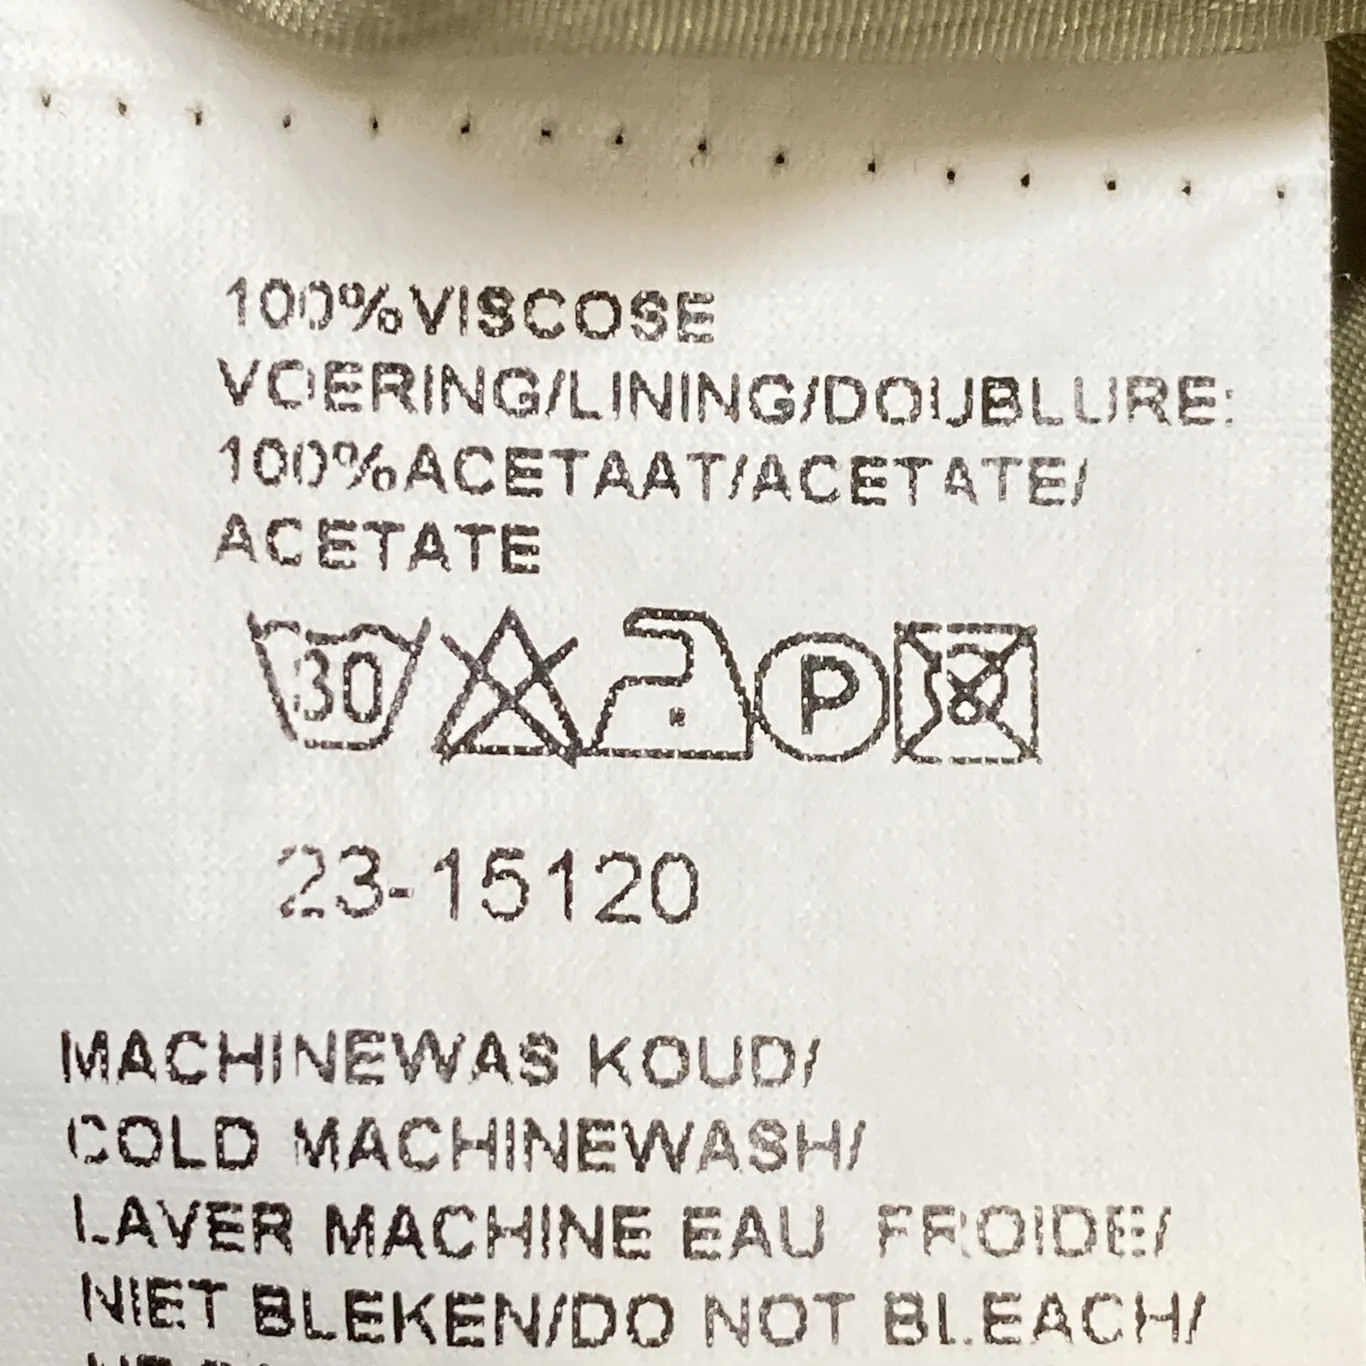 100%VISCOSE
VOERING/LINING/DOUBLURE:
100%ACETAAT/ACETATE/
ACETATE
30 P
23-15120
MACHINEWAS KOUD/
COLD MACHINEWASH/
LAVER MACHINE EAU FROIDE/
NIET BLEKEN/DO NOT BLEACH/